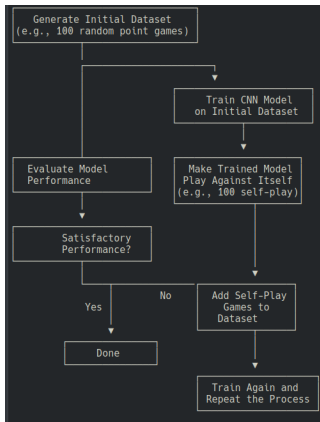 Generate Initial Dataset
(e.g., 100 random point games)
Train CNN Model
on Initial Dataset
Evaluate Model
Performance
Make Trained Model
Play Against Itself
(e.g., 100 self-play)
Satisfactory
Performance?
No
Yes
Add Self-Play
Games to
Dataset
Done
Train Again and
Repeat the Process